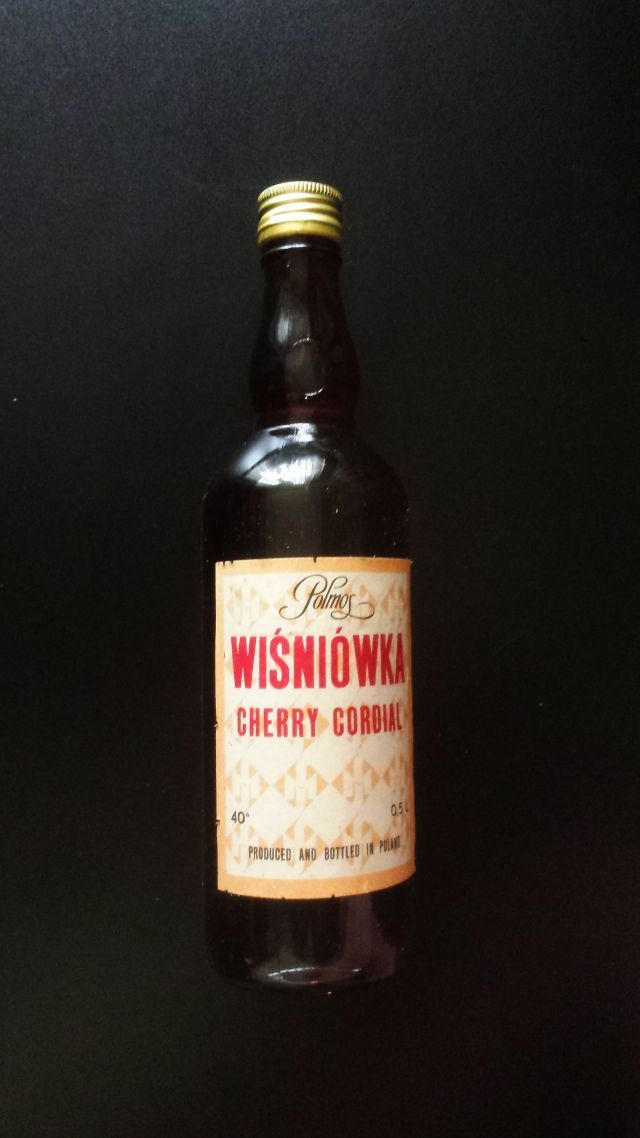 Polmos
WIŚNIÓWKA
CHERRY CORDIAL
40° 0,5 L
PRODUCED AND BOTTLED IN POLAND